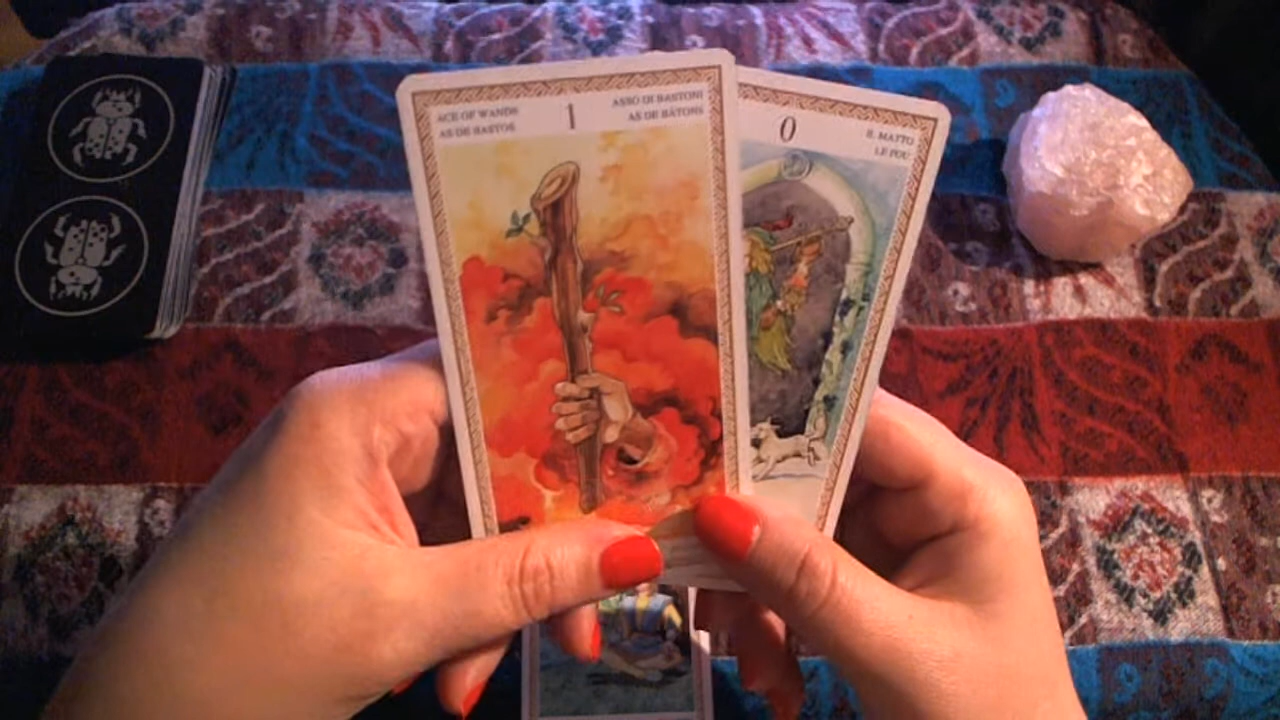 ACE OF WANDS
AS DE BASTOS
1
ASSO DI BASTONI
AS DE BÂTONS
0
IL MATTO
LE FOU